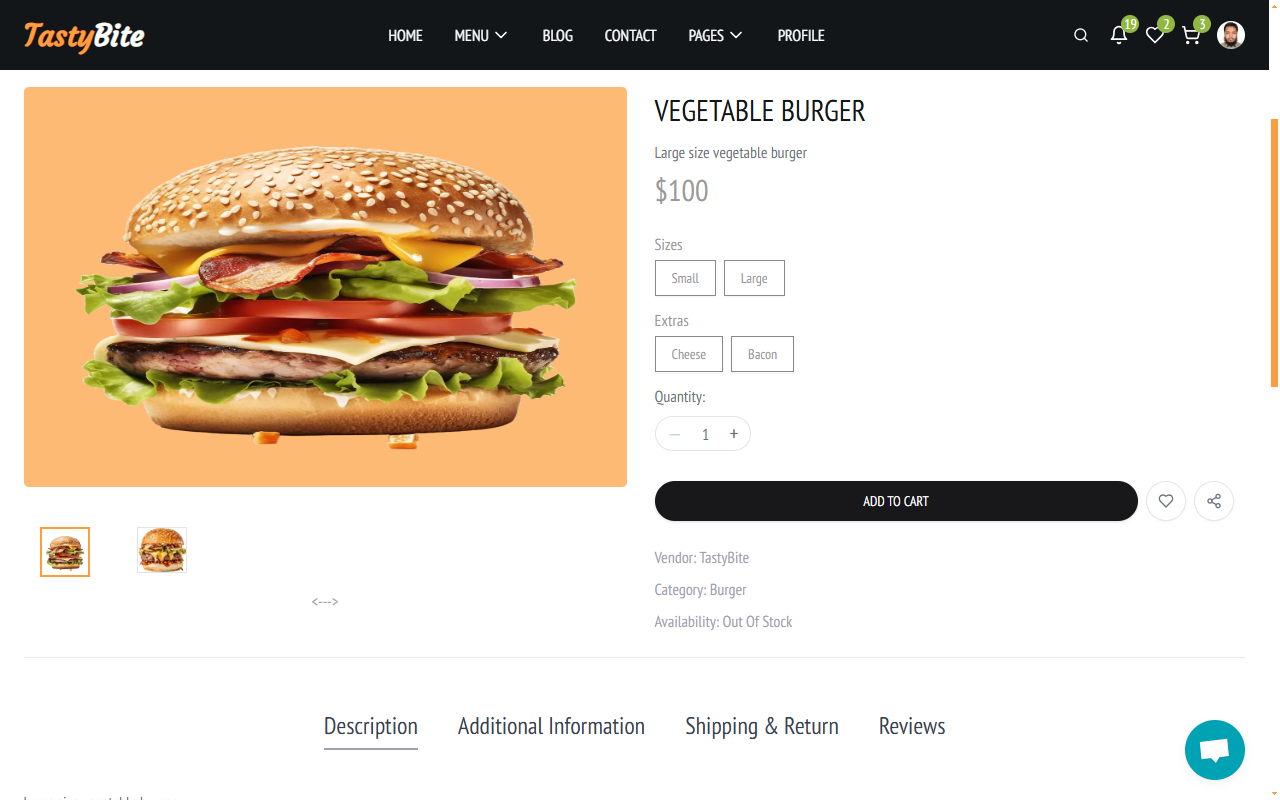 TastyBite
HOME
MENU
BLOG
CONTACT
PAGES
PROFILE
19
2
3
VEGETABLE BURGER
Large size vegetable burger
$100
Sizes
Small
Large
Extras
Cheese
Bacon
Quantity:
— 1 +
ADD TO CART
<--->
Vendor: TastyBite
Category: Burger
Availability: Out Of Stock
Description
Additional Information
Shipping & Return
Reviews